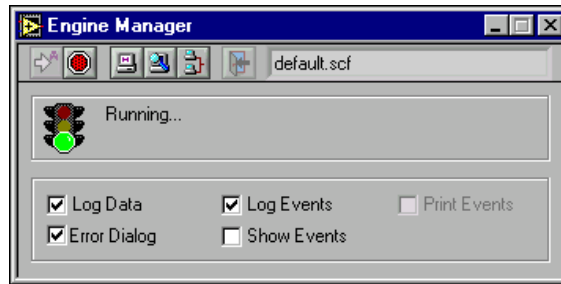 Engine Manager
default.scf
Running...
Log Data Log Events Print Events
Error Dialog Show Events